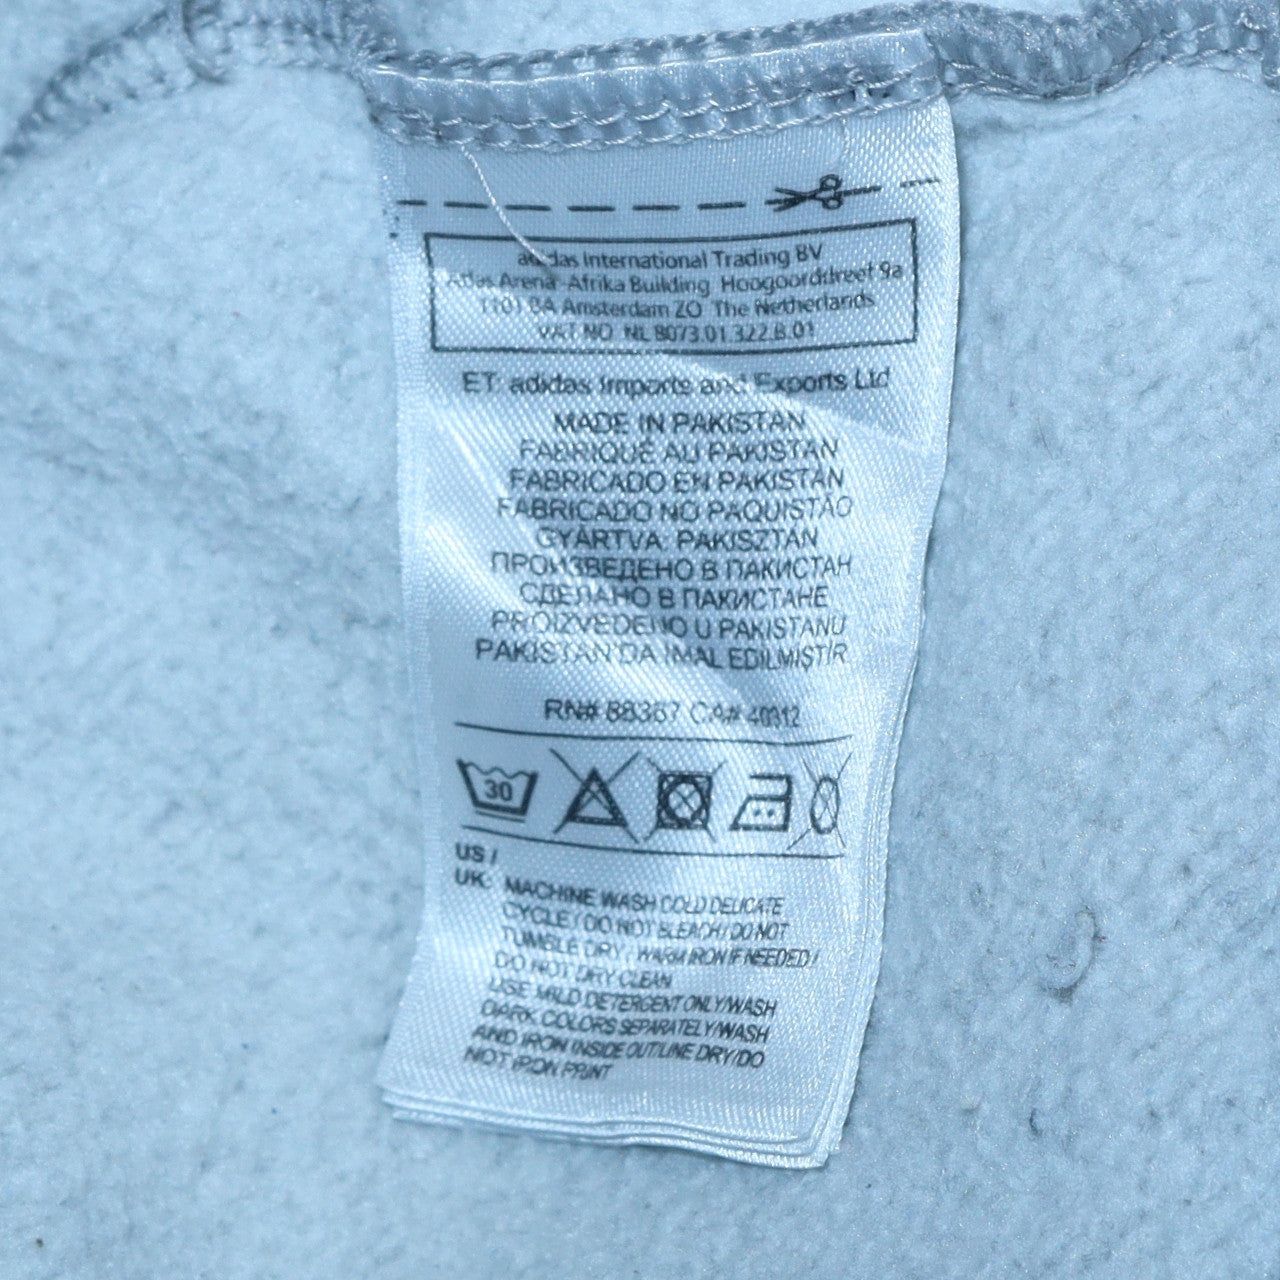 adidas International Trading BV
Atlas Arena Afrika Building Hoogoorddreef 9a
1101 BA Amsterdam ZO The Netherlands
VAT NO NL 8073.01.322.B.01
ET: adidas Imports and Exports Ltd
MADE IN PAKISTAN
FABRIQUÉ AU PAKISTAN
FABRICADO EN PAKISTÁN
FABRICADO NO PAQUISTÃO
GYÁRTVA: PAKISZTÁN
ПРОИЗВЕДЕНО В ПАКИСТАН
СДЕЛАНО В ПАКИСТАНЕ
PROIZVEDENO U PAKISTANU
PAKISTAN'DA İMAL EDİLMİŞTİR
RN# 88387 CA# 40312
30
US /
UK: MACHINE WASH COLD DELICATE
CYCLE / DO NOT BLEACH / DO NOT
TUMBLE DRY / WARM IRON IF NEEDED /
DO NOT DRY CLEAN
USE MILD DETERGENT ONLY/WASH
DARK COLORS SEPARATELY/WASH
AND IRON INSIDE OUT/LINE DRY/DO
NOT IRON PRINT